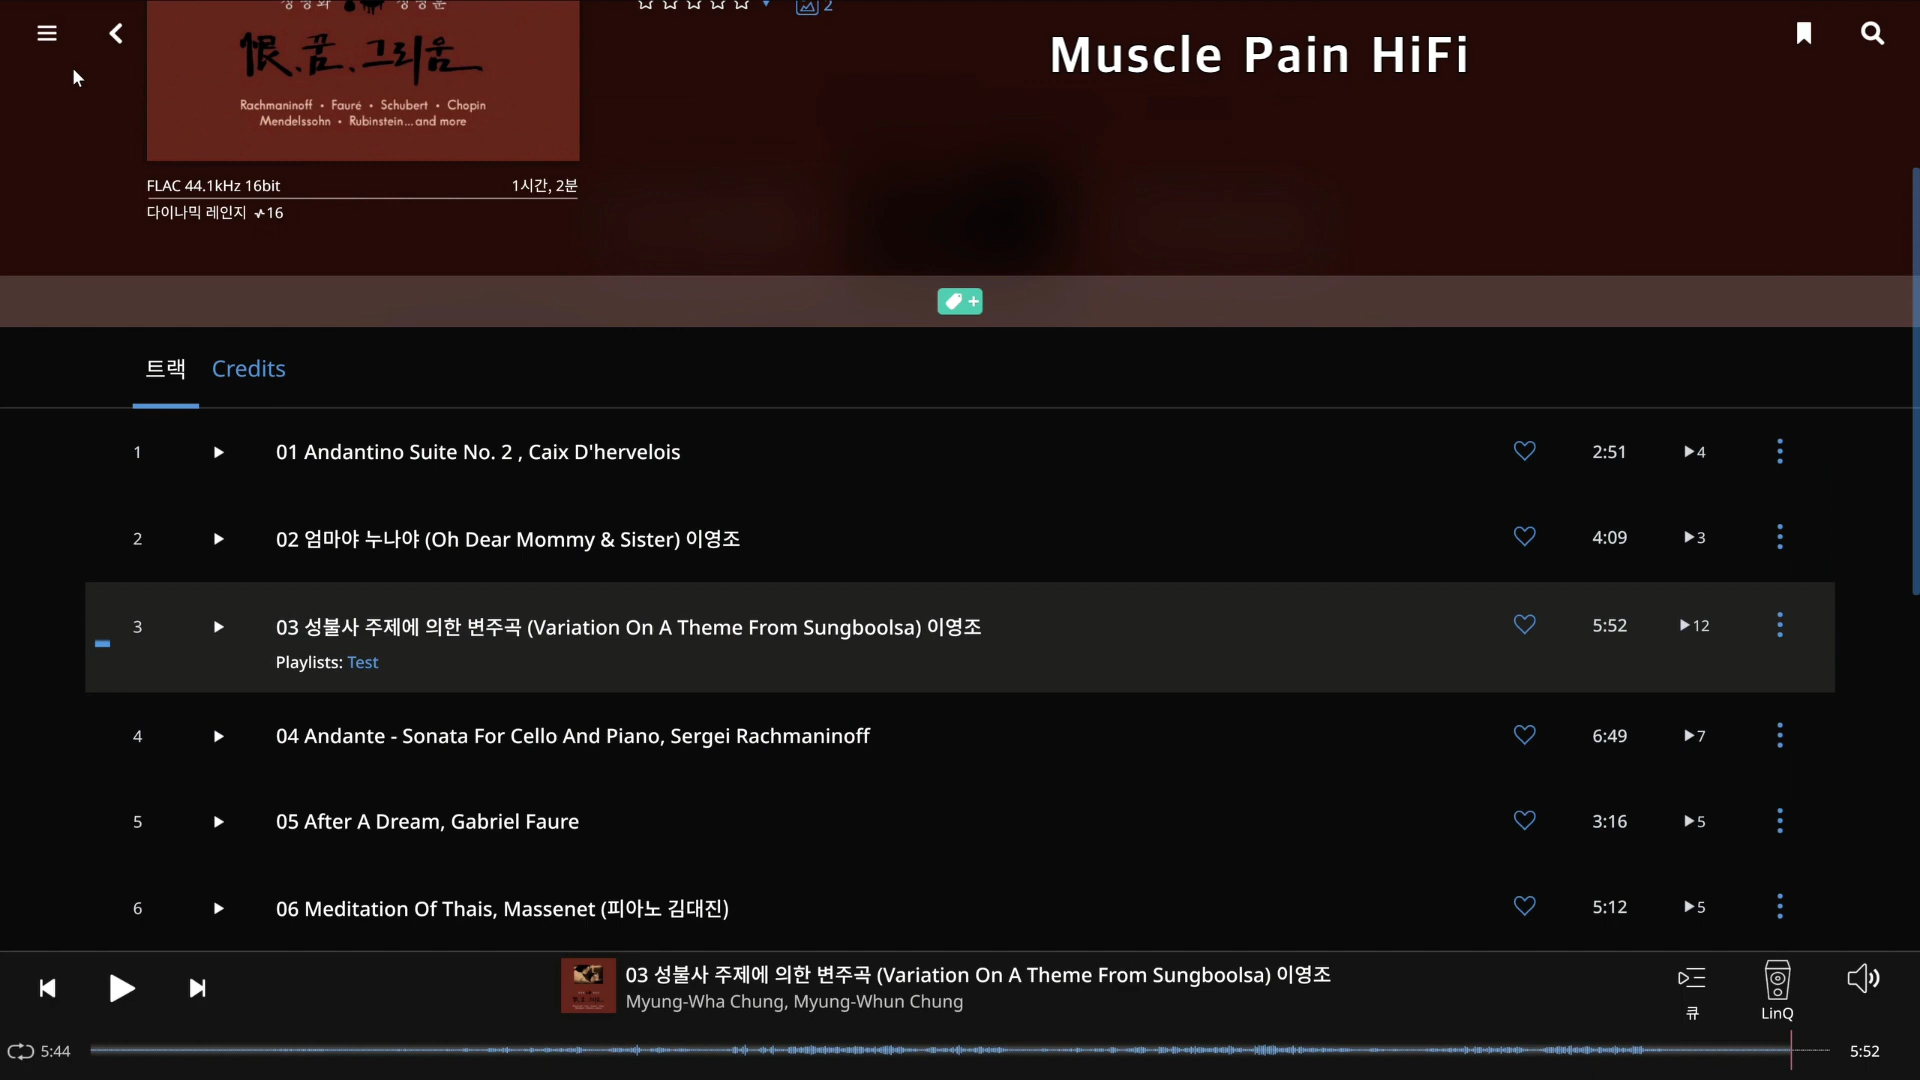 恨、꿈、그리움
Rachmaninoff • Fauré • Schubert • Chopin
Mendelssohn • Rubinstein... and more
2
Muscle Pain HiFi
FLAC 44.1kHz 16bit
1시간, 2분
다이나믹 레인지 16
+
트랙
Credits
1 01 Andantino Suite No. 2 , Caix D'hervelois 2:51 4
2 02 엄마야 누나야 (Oh Dear Mommy & Sister) 이영조 4:09 3
3 03 성불사 주제에 의한 변주곡 (Variation On A Theme From Sungboolsa) 이영조 5:52 12
Playlists: Test
4 04 Andante - Sonata For Cello And Piano, Sergei Rachmaninoff 6:49 7
5 05 After A Dream, Gabriel Faure 3:16 5
6 06 Meditation Of Thais, Massenet (피아노 김대진) 5:12 5
03 성불사 주제에 의한 변주곡 (Variation On A Theme From Sungboolsa) 이영조
Myung-Wha Chung, Myung-Whun Chung
큐
LinQ
5:44
5:52